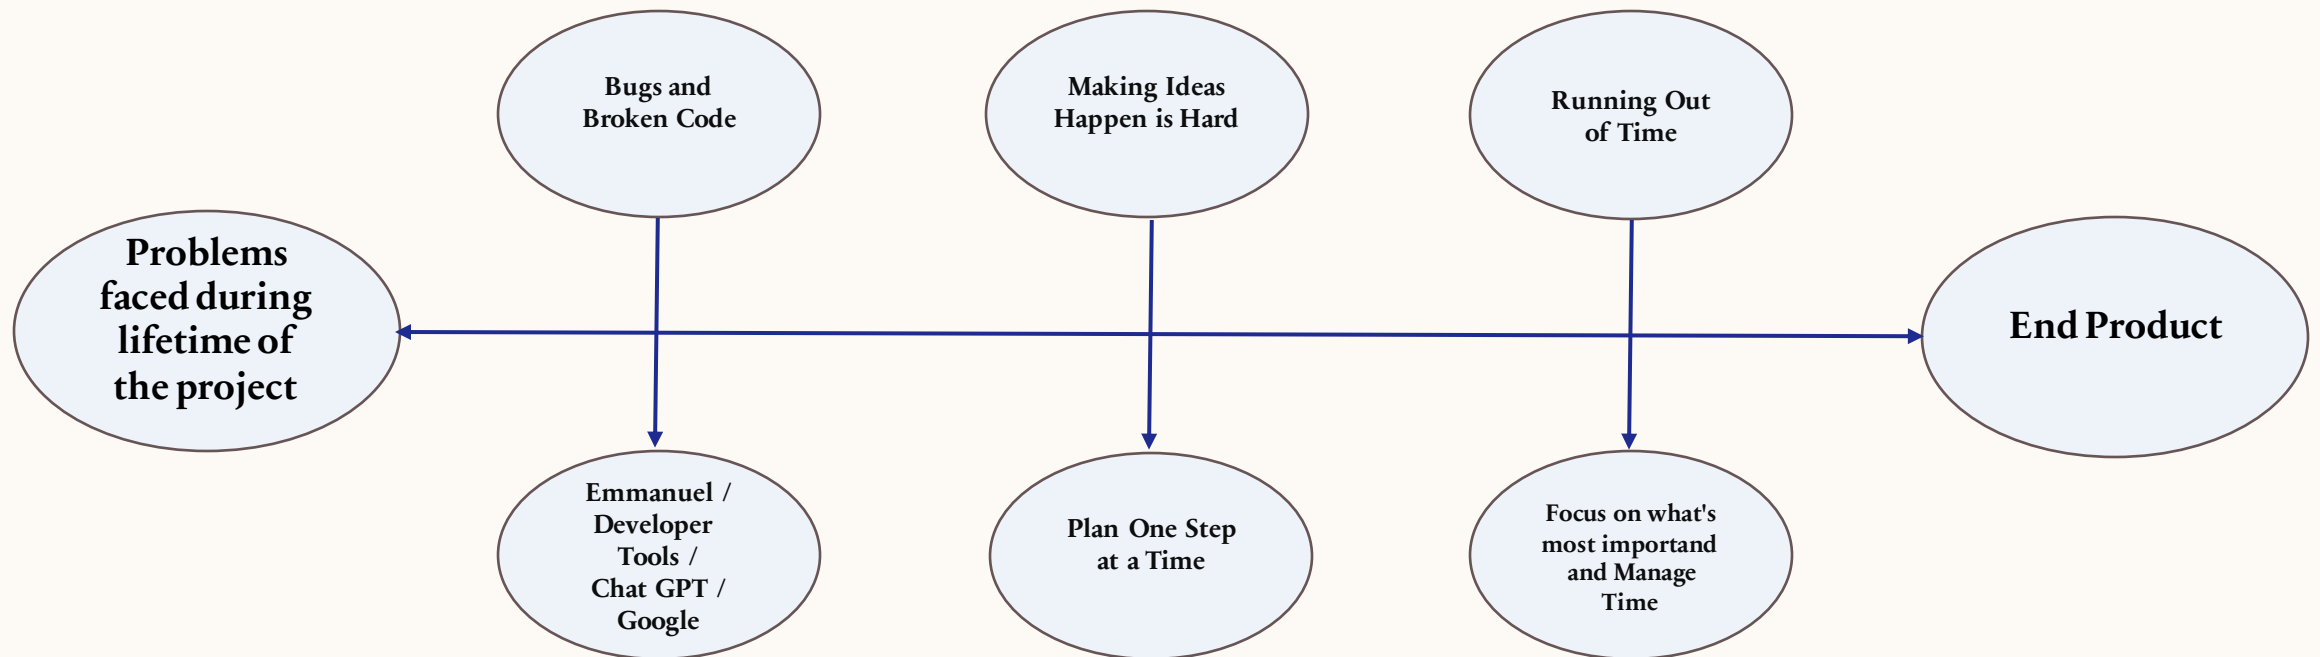 Bugs and
Broken Code
Making Ideas
Happen is Hard
Running Out
of Time
Problems
faced during
lifetime of
the project
End Product
Emmanuel /
Developer
Tools /
Chat GPT /
Google
Plan One Step
at a Time
Focus on what's
most importand
and Manage
Time